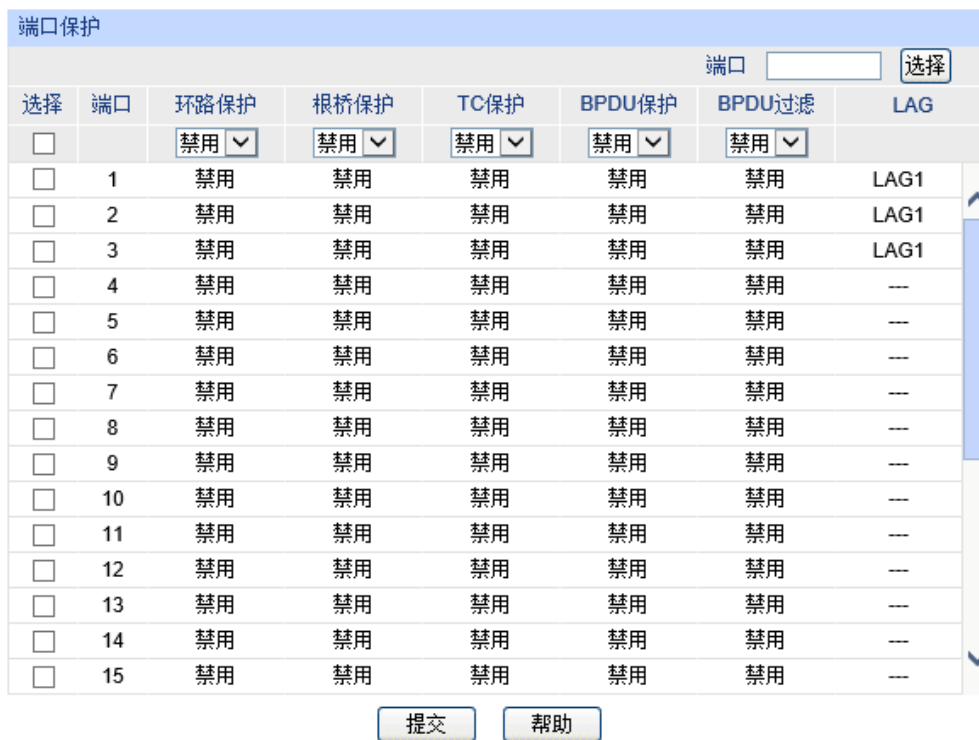 端口保护
端口 选择
选择 端口 环路保护 根桥保护 TC保护 BPDU保护 BPDU过滤 LAG
禁用 禁用 禁用 禁用 禁用
1 禁用 禁用 禁用 禁用 禁用 LAG1
2 禁用 禁用 禁用 禁用 禁用 LAG1
3 禁用 禁用 禁用 禁用 禁用 LAG1
4 禁用 禁用 禁用 禁用 禁用 ---
5 禁用 禁用 禁用 禁用 禁用 ---
6 禁用 禁用 禁用 禁用 禁用 ---
7 禁用 禁用 禁用 禁用 禁用 ---
8 禁用 禁用 禁用 禁用 禁用 ---
9 禁用 禁用 禁用 禁用 禁用 ---
10 禁用 禁用 禁用 禁用 禁用 ---
11 禁用 禁用 禁用 禁用 禁用 ---
12 禁用 禁用 禁用 禁用 禁用 ---
13 禁用 禁用 禁用 禁用 禁用 ---
14 禁用 禁用 禁用 禁用 禁用 ---
15 禁用 禁用 禁用 禁用 禁用 ---
提交 帮助